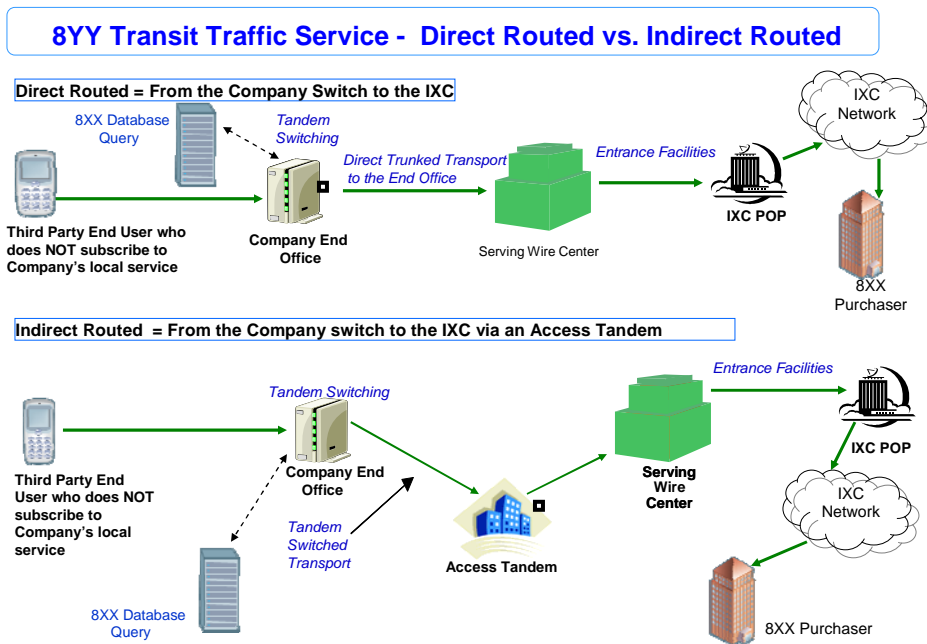 8YY Transit Traffic Service -  Direct Routed vs. Indirect Routed
Direct Routed = From the Company Switch to the IXC
8XX Database
Query
Tandem
Switching
Direct Trunked Transport
to the End Office
Entrance Facilities
IXC
Network
IXC POP
Third Party End User who
does NOT subscribe to
Company's local service
Company End
Office
Serving Wire Center
8XX
Purchaser
Indirect Routed  = From the Company switch to the IXC via an Access Tandem
Entrance Facilities
Tandem Switching
IXC POP
Third Party End
User who does NOT
subscribe to
Company's local
service
Company End
Office
Serving
Wire
Center
IXC
Network
Tandem
Switched
Transport
Access Tandem
8XX Database
Query
8XX Purchaser